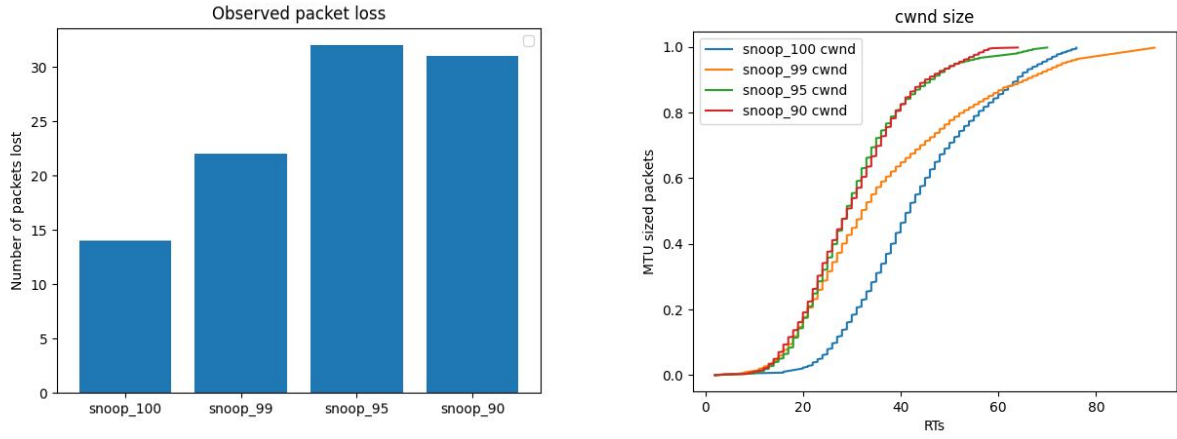 Observed packet loss
Number of packets lost
30
25
20
15
10
5
0
snoop_100
snoop_99
snoop_95
snoop_90
cwnd size
snoop_100 cwnd
snoop_99 cwnd
snoop_95 cwnd
snoop_90 cwnd
MTU sized packets
1.0
0.8
0.6
0.4
0.2
0.0
0
20
40
60
80
RTs